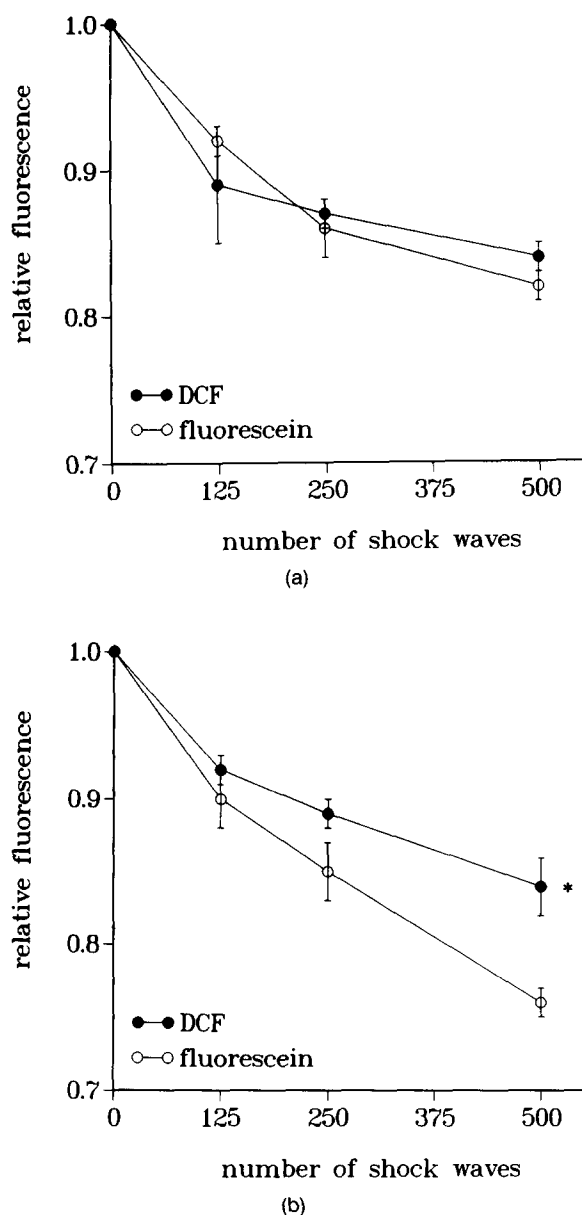 1.0
0.9
0.8
0.7
relative fluorescence
DCF
fluorescein
0 125 250 375 500
number of shock waves
(a)
1.0
0.9
0.8
0.7
relative fluorescence
*
DCF
fluorescein
0 125 250 375 500
number of shock waves
(b)